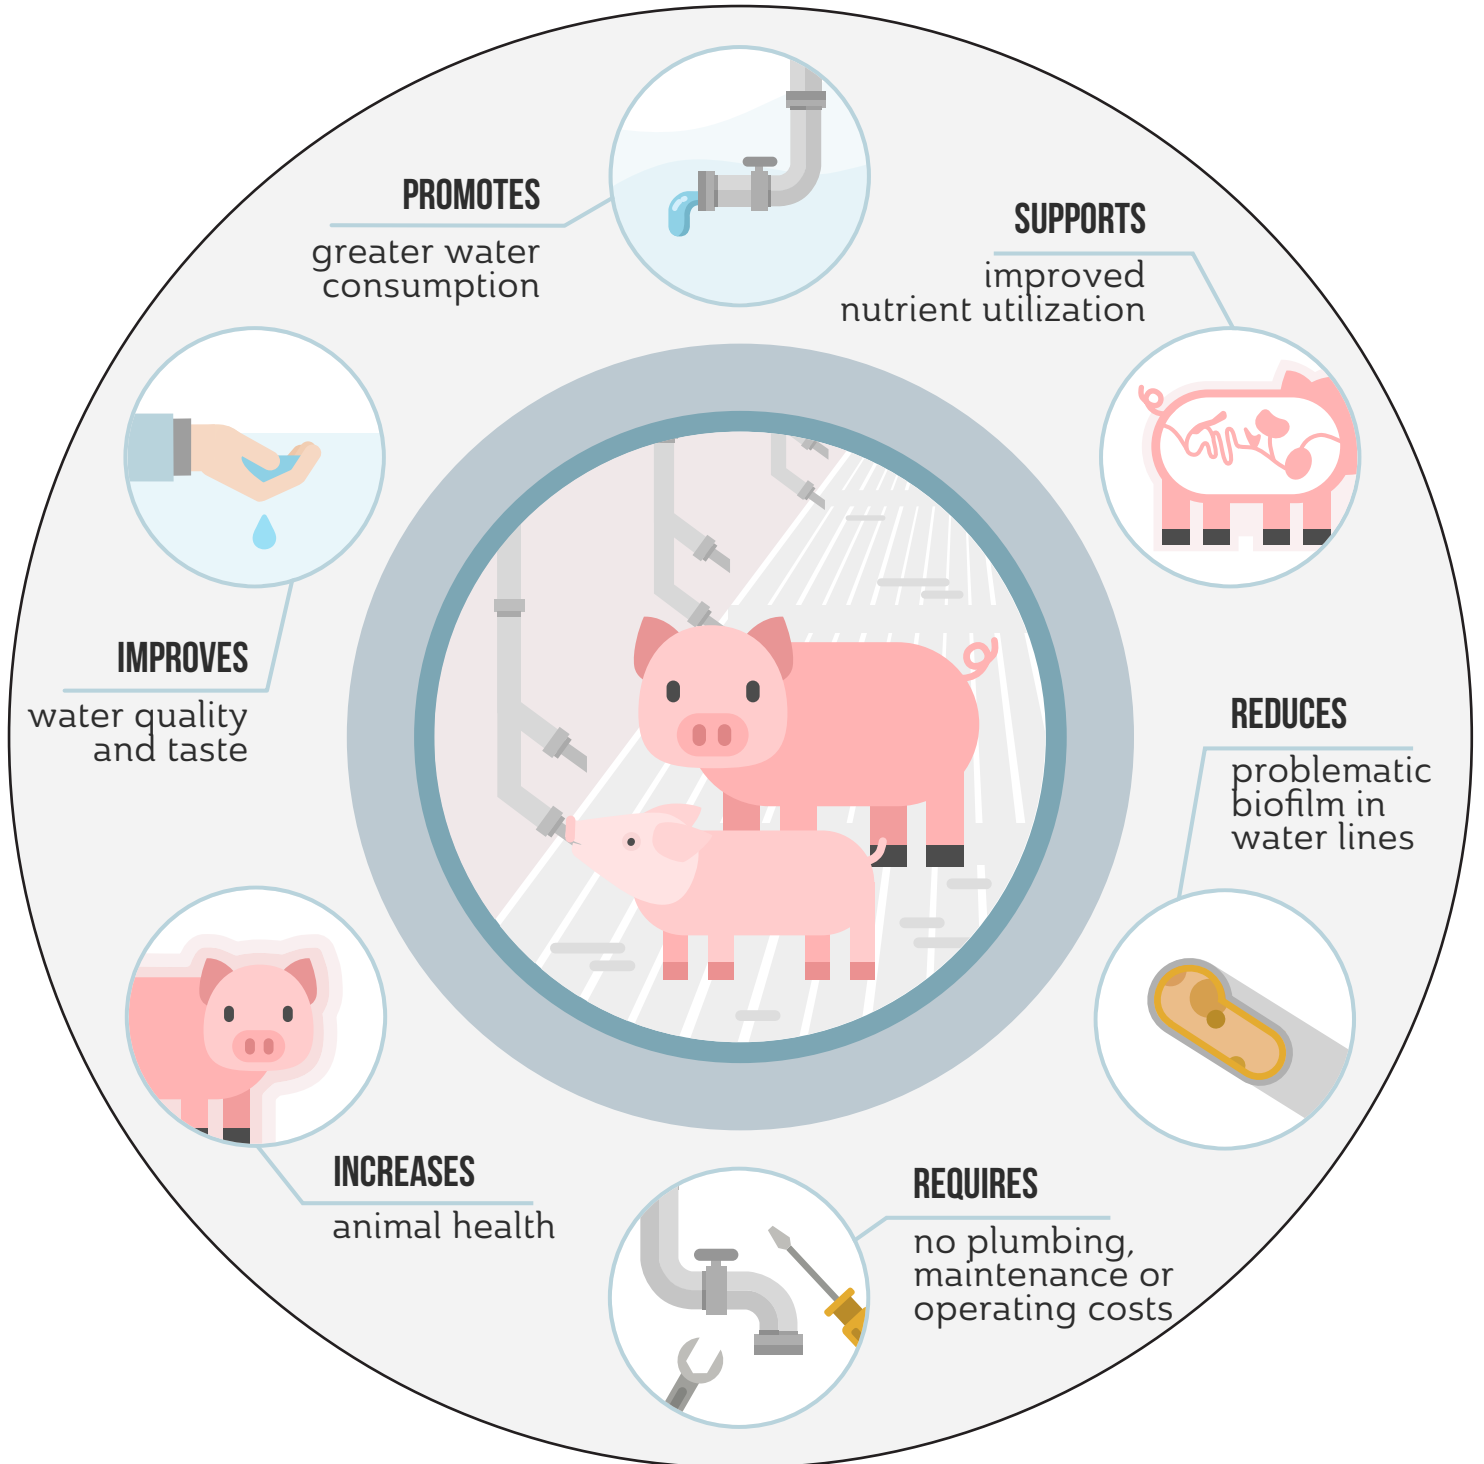 PROMOTES
greater water
consumption
SUPPORTS
improved
nutrient utilization
IMPROVES
water quality
and taste
REDUCES
problematic
biofilm in
water lines
INCREASES
animal health
REQUIRES
no plumbing,
maintenance or
operating costs